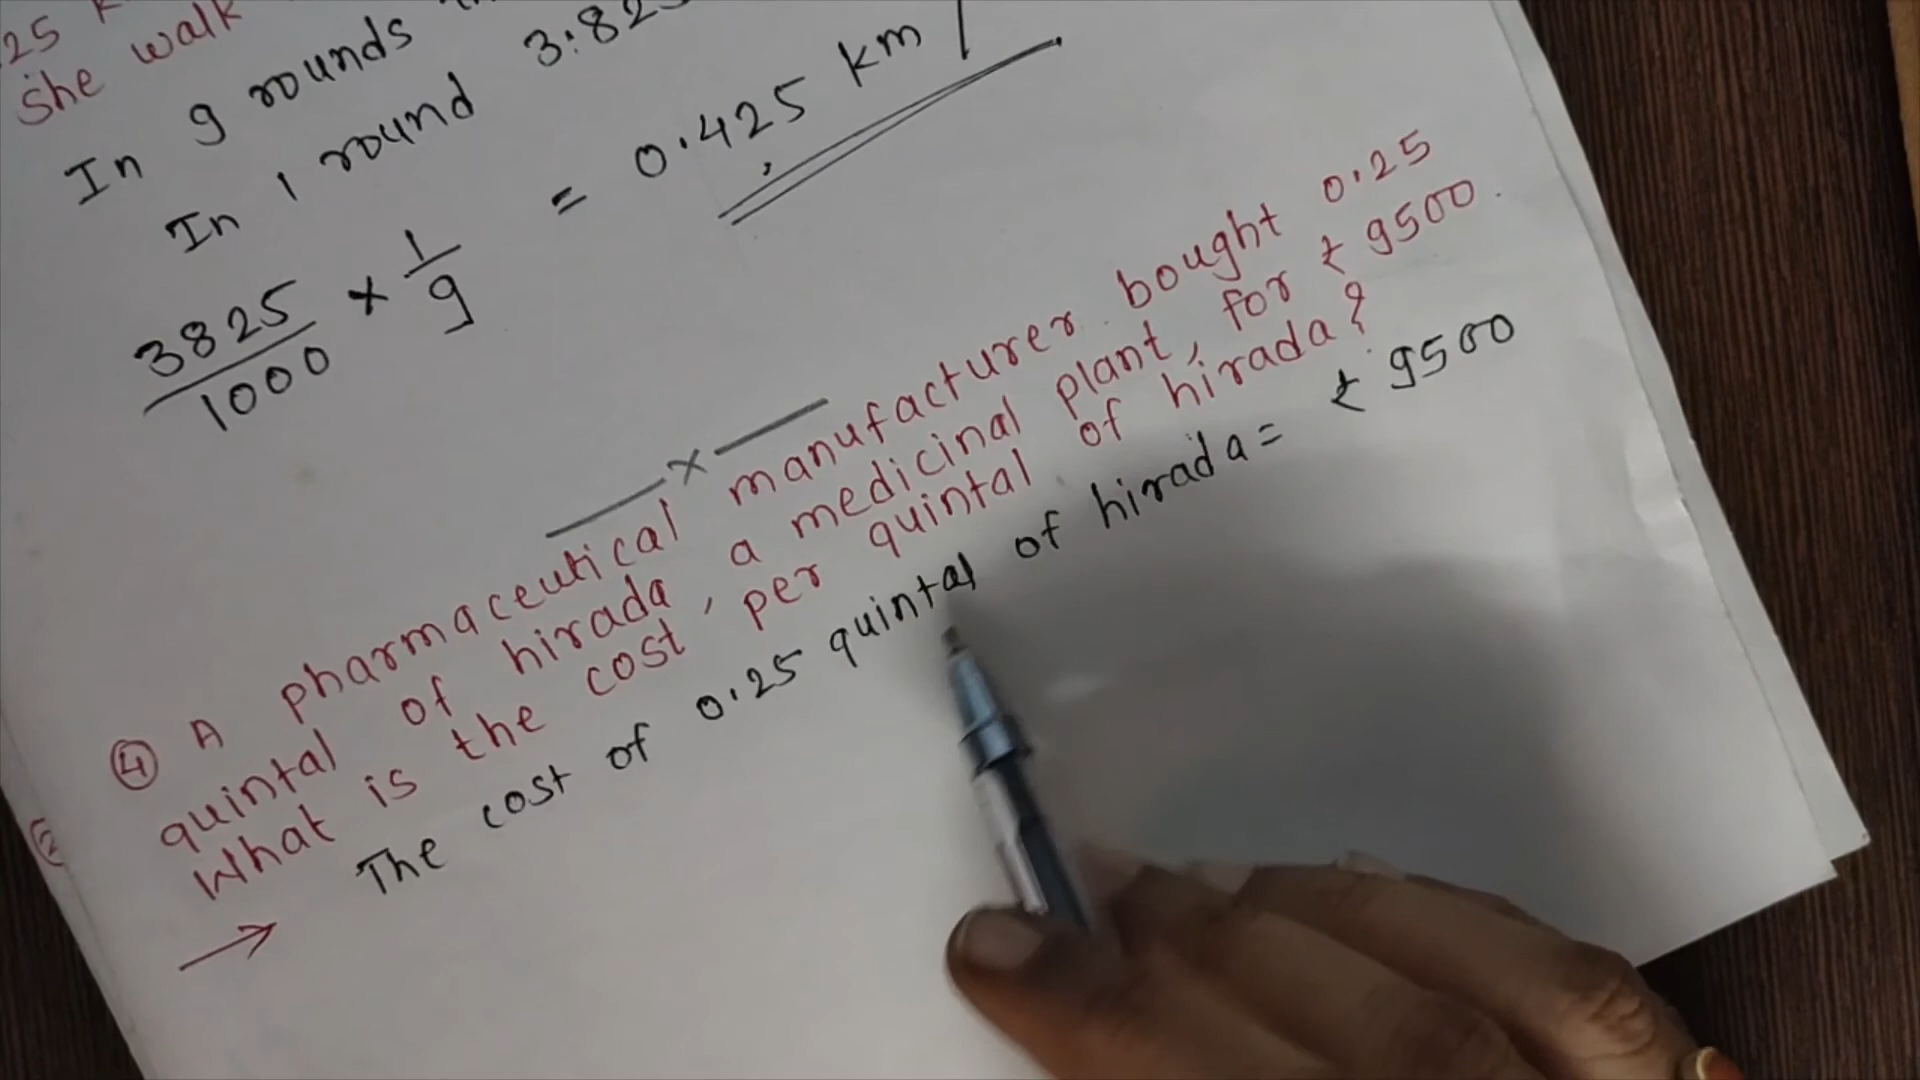 25
She walk
In 9 rounds
In 1 round 3.825
3825/1000 × 1/9 = 0.425 km
④ A pharmaceutical manufacturer bought 0.25
quintal of hirada, a medicinal plant, for ₹ 9500.
What is the cost, per quintal of hirada?
→ The cost of 0.25 quintal of hirada = ₹ 9500